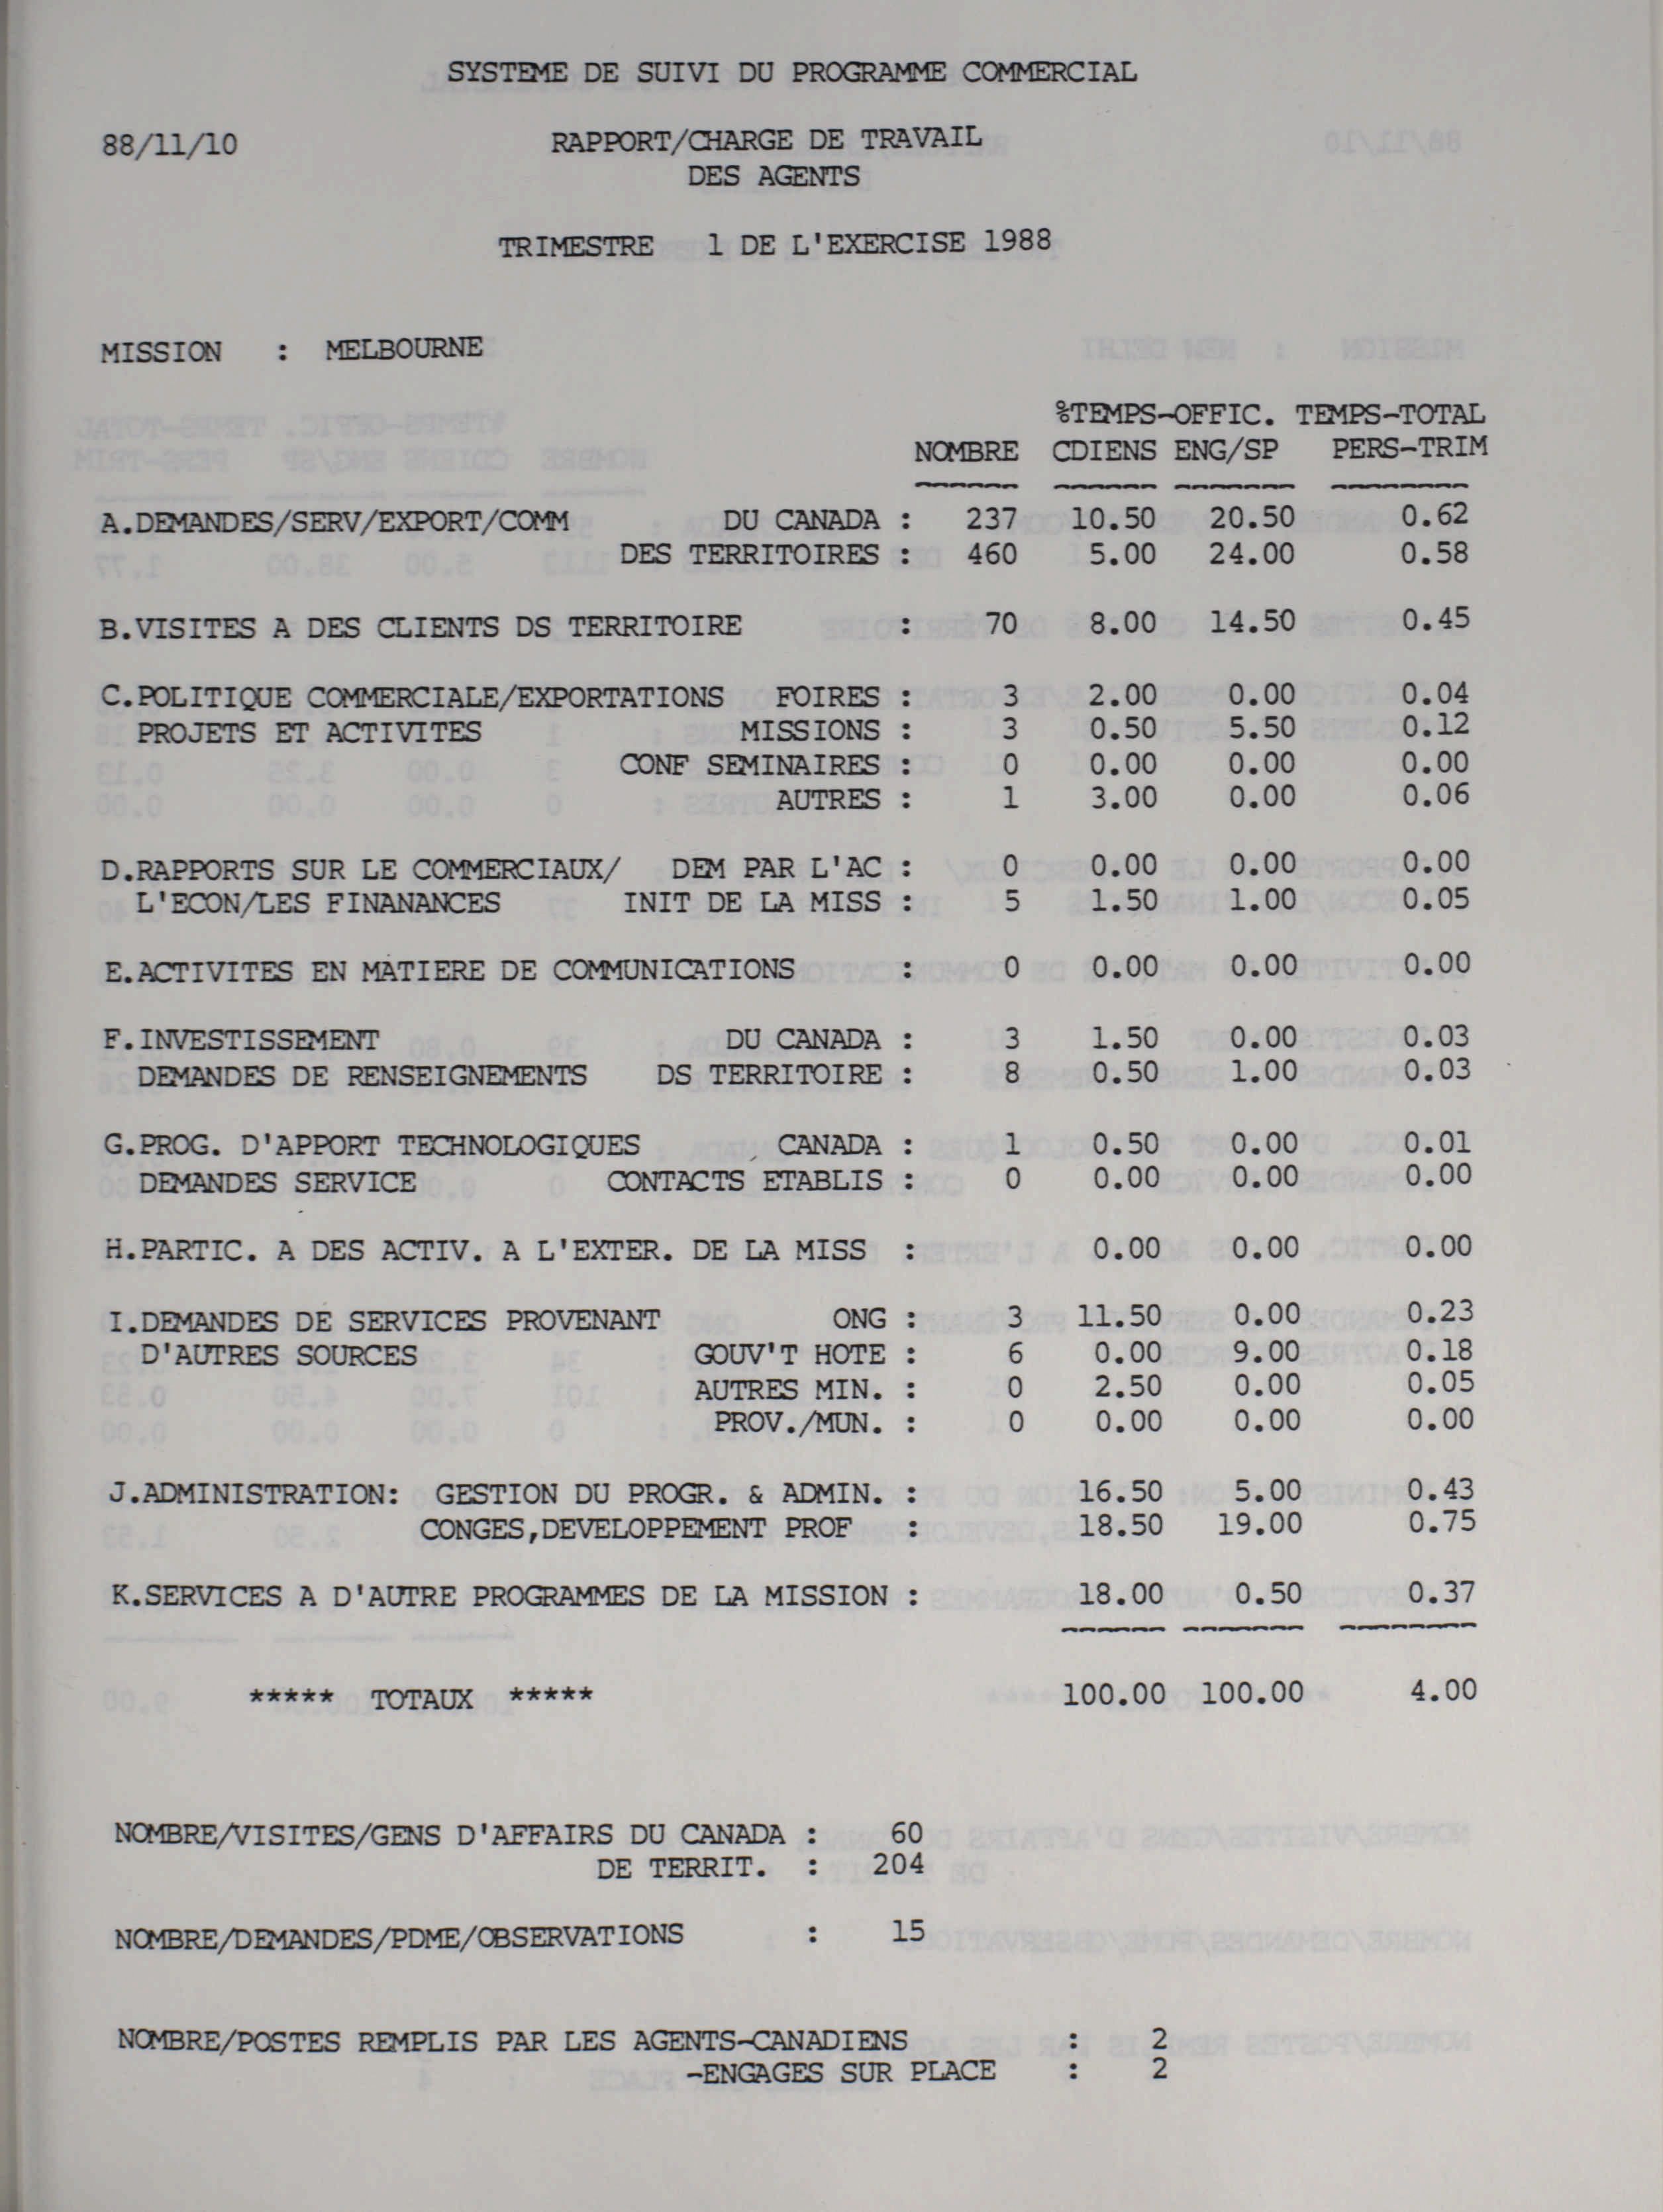 SYSTEME DE SUIVI DU PROGRAMME COMMERCIAL
88/11/10 RAPPORT/CHARGE DE TRAVAIL
DES AGENTS
TRIMESTRE 1 DE L'EXERCISE 1988
MISSION : MELBOURNE
%TEMPS-OFFIC. TEMPS-TOTAL
NOMBRE CDIENS ENG/SP PERS-TRIM
A.DEMANDES/SERV/EXPORT/COMM DU CANADA : 237 10.50 20.50 0.62
DES TERRITOIRES : 460 5.00 24.00 0.58
B.VISITES A DES CLIENTS DS TERRITOIRE : 70 8.00 14.50 0.45
C.POLITIQUE COMMERCIALE/EXPORTATIONS FOIRES : 3 2.00 0.00 0.04
PROJETS ET ACTIVITES MISSIONS : 3 0.50 5.50 0.12
CONF SEMINAIRES : 0 0.00 0.00 0.00
AUTRES : 1 3.00 0.00 0.06
D.RAPPORTS SUR LE COMMERCIAUX/ DEM PAR L'AC : 0 0.00 0.00 0.00
L'ECON/LES FINANANCES INIT DE LA MISS : 5 1.50 1.00 0.05
E.ACTIVITES EN MATIERE DE COMMUNICATIONS : 0 0.00 0.00 0.00
F.INVESTISSEMENT DU CANADA : 3 1.50 0.00 0.03
DEMANDES DE RENSEIGNEMENTS DS TERRITOIRE : 8 0.50 1.00 0.03
G.PROG. D'APPORT TECHNOLOGIQUES CANADA : 1 0.50 0.00 0.01
DEMANDES SERVICE CONTACTS ETABLIS : 0 0.00 0.00 0.00
H.PARTIC. A DES ACTIV. A L'EXTER. DE LA MISS : 0.00 0.00 0.00
I.DEMANDES DE SERVICES PROVENANT ONG : 3 11.50 0.00 0.23
D'AUTRES SOURCES GOUV'T HOTE : 6 0.00 9.00 0.18
AUTRES MIN. : 0 2.50 0.00 0.05
PROV./MUN. : 0 0.00 0.00 0.00
J.ADMINISTRATION: GESTION DU PROGR. & ADMIN. : 16.50 5.00 0.43
CONGES,DEVELOPPEMENT PROF : 18.50 19.00 0.75
K.SERVICES A D'AUTRE PROGRAMMES DE LA MISSION : 18.00 0.50 0.37
***** TOTAUX ***** 100.00 100.00 4.00
NOMBRE/VISITES/GENS D'AFFAIRS DU CANADA : 60
DE TERRIT. : 204
NOMBRE/DEMANDES/PDME/OBSERVATIONS : 15
NOMBRE/POSTES REMPLIS PAR LES AGENTS-CANADIENS : 2
-ENGAGES SUR PLACE : 2